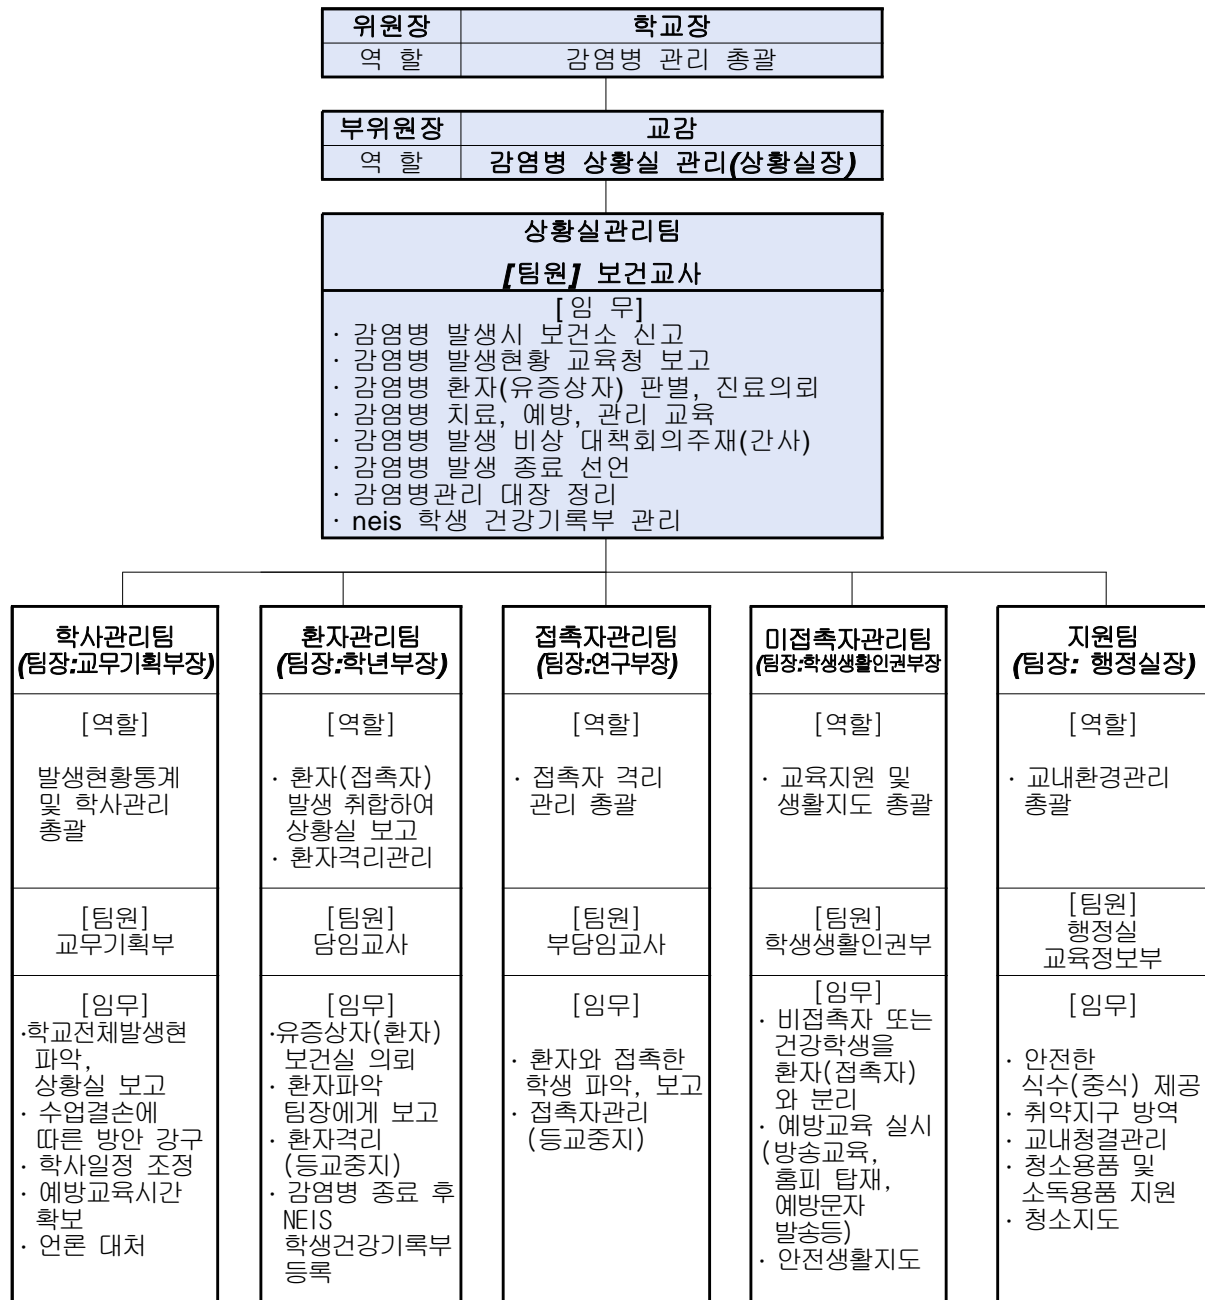 위원장 학교장
역 할 감염병 관리 총괄
부위원장 교감
역 할 감염병 상황실 관리(상황실장)
상황실관리팀
[팀원] 보건교사
[임 무]
· 감염병 발생시 보건소 신고
· 감염병 발생현황 교육청 보고
· 감염병 환자(유증상자) 판별, 진료의뢰
· 감염병 치료, 예방, 관리 교육
· 감염병 발생 비상 대책회의주재(간사)
· 감염병 발생 종료 선언
· 감염병관리 대장 정리
· neis 학생 건강기록부 관리
학사관리팀
(팀장:교무기획부장)
[역할]
발생현황통계
및 학사관리
총괄
[팀원]
교무기획부
[임무]
·학교전체발생현
파악,
상황실 보고
· 수업결손에
따른 방안 강구
· 학사일정 조정
· 예방교육시간
확보
· 언론 대처
환자관리팀
(팀장:학년부장)
[역할]
· 환자(접촉자)
발생 취합하여
상황실 보고
· 환자격리관리
[팀원]
담임교사
[임무]
·유증상자(환자)
보건실 의뢰
· 환자파악
팀장에게 보고
· 환자격리
(등교중지)
· 감염병 종료 후
NEIS
학생건강기록부
등록
접촉자관리팀
(팀장:연구부장)
[역할]
· 접촉자 격리
관리 총괄
[팀원]
부담임교사
[임무]
· 환자와 접촉한
학생 파악, 보고
· 접촉자관리
(등교중지)
미접촉자관리팀
(팀장:학생생활인권부장
[역할]
· 교육지원 및
생활지도 총괄
[팀원]
학생생활인권부
[임무]
· 비접촉자 또는
건강학생을
환자(접촉자)
와 분리
· 예방교육 실시
(방송교육,
홈피 탑재,
예방문자
발송등)
· 안전생활지도
지원팀
(팀장: 행정실장)
[역할]
· 교내환경관리
총괄
[팀원]
행정실
교육정보부
[임무]
· 안전한
식수(중식) 제공
· 취약지구 방역
· 교내청결관리
· 청소용품 및
소독용품 지원
· 청소지도